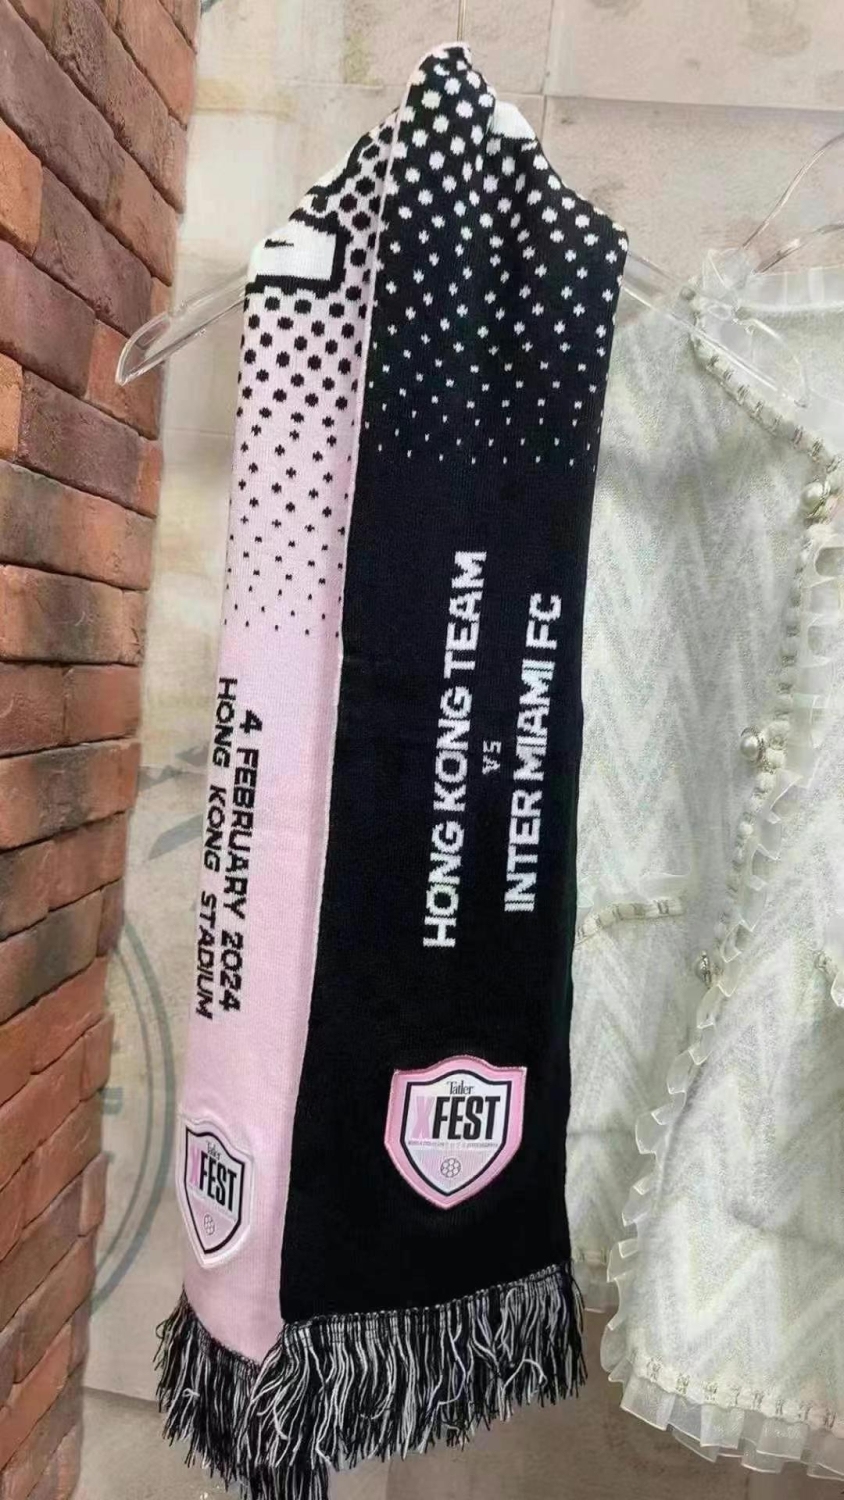 4 FEBRUARY 2024
HONG KONG STADIUM
HONG KONG TEAM
VS
INTER MIAMI FC
Tatler
XFEST
Tatler
XFEST